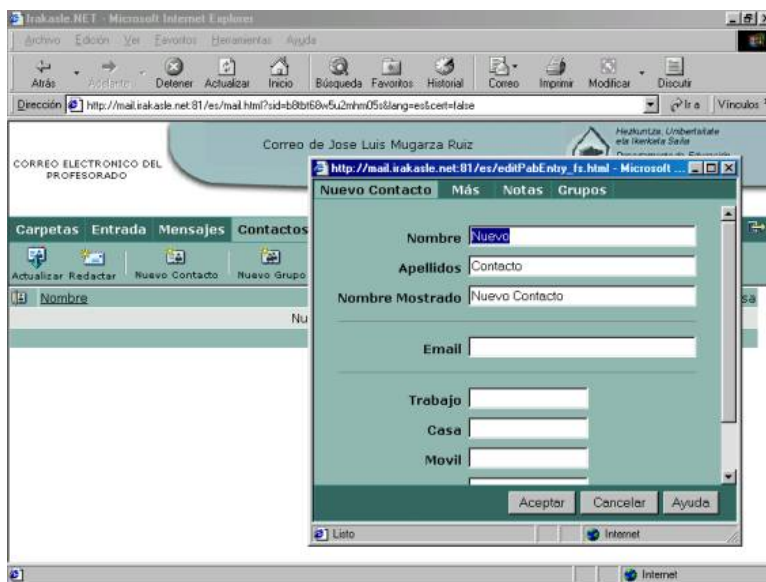 Irakasle.NET - Microsoft Internet Explorer
Archivo Edición Ver Favoritos Herramientas Ayuda
Atrás Adelante Detener Actualizar Inicio Búsqueda Favoritos Historial Correo Imprimir Modificar Discutir
Dirección http://mail.irakasle.net:81/es/mail.html?sid=b8tbt68w5u2mhm05s&lang=es&cert=false Ir a Vínculos
CORREO ELECTRONICO DEL
PROFESORADO
Correo de Jose Luis Mugarza Ruiz
Hezkuntza, Unibertsitate
eta Ikerketa Saila
http://mail.irakasle.net:81/es/editPabEntry_fs.html - Microsoft ...
Nuevo Contacto Más Notas Grupos
Carpetas Entrada Mensajes Contactos
Actualizar Redactar Nuevo Contacto Nuevo Grupo
Nombre
Nu
sa
Nombre Nuevo
Apellidos Contacto
Nombre Mostrado Nuevo Contacto
Email
Trabajo
Casa
Movil
Aceptar Cancelar Ayuda
Listo Internet
Internet